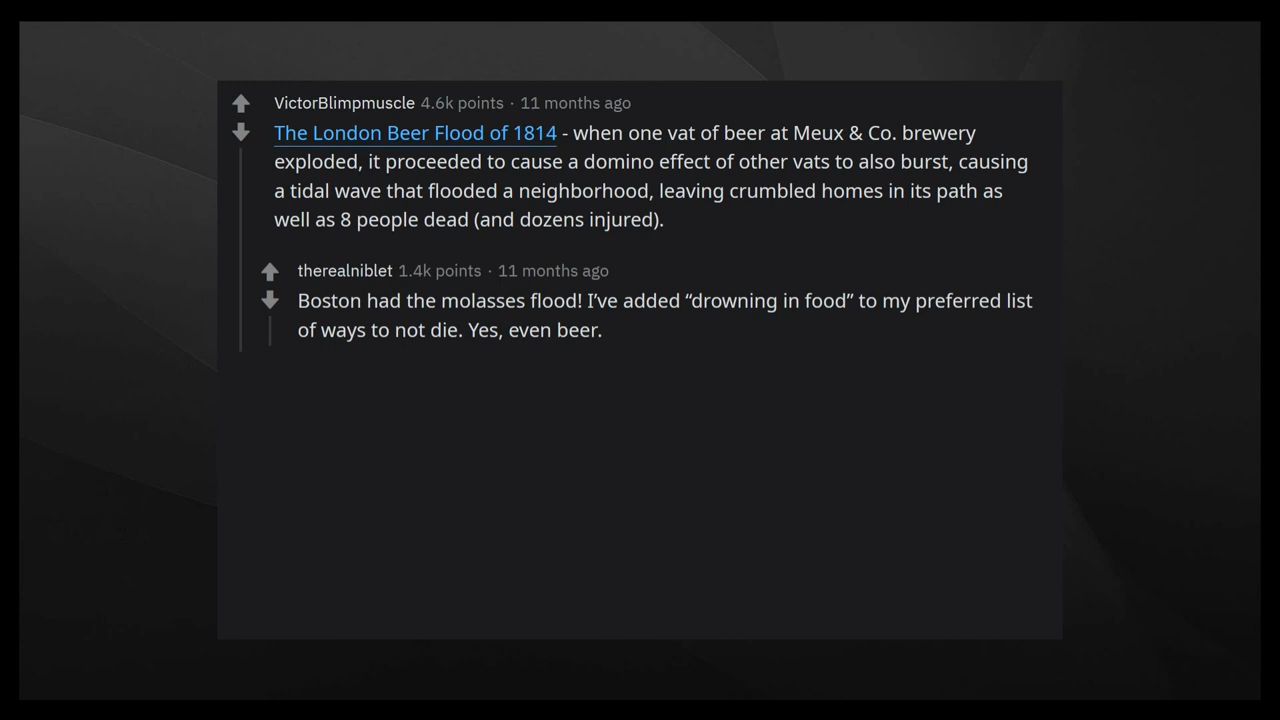 VictorBlimpmuscle 4.6k points · 11 months ago
The London Beer Flood of 1814 - when one vat of beer at Meux & Co. brewery
exploded, it proceeded to cause a domino effect of other vats to also burst, causing
a tidal wave that flooded a neighborhood, leaving crumbled homes in its path as
well as 8 people dead (and dozens injured).
therealniblet 1.4k points · 11 months ago
Boston had the molasses flood! I’ve added “drowning in food” to my preferred list
of ways to not die. Yes, even beer.